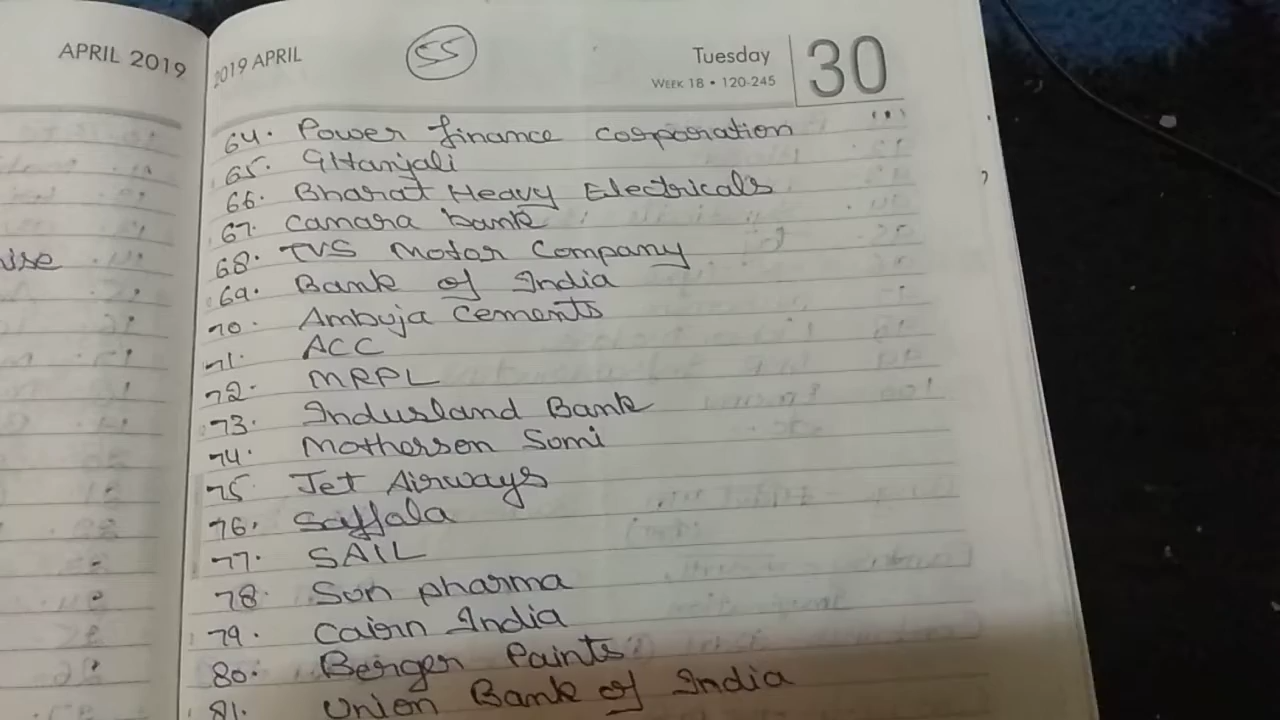 APRIL 2019
use
2019 APRIL
55
Tuesday
WEEK 18 • 120-245
30
64. Power finance corporation
65. Gitanjali
66. Bharat Heavy Electricals
67. Canara bank
68. TVS Motor Company
69. Bank of India
70. Ambuja Cements
71. ACC
72. MRPL
73. Indusland Bank
74. Motherson Sumi
75. Jet Airways
76. Saffala
77. SAIL
78. Sun pharma
79. Cairn India
80. Berger Paints
81. Union Bank of India